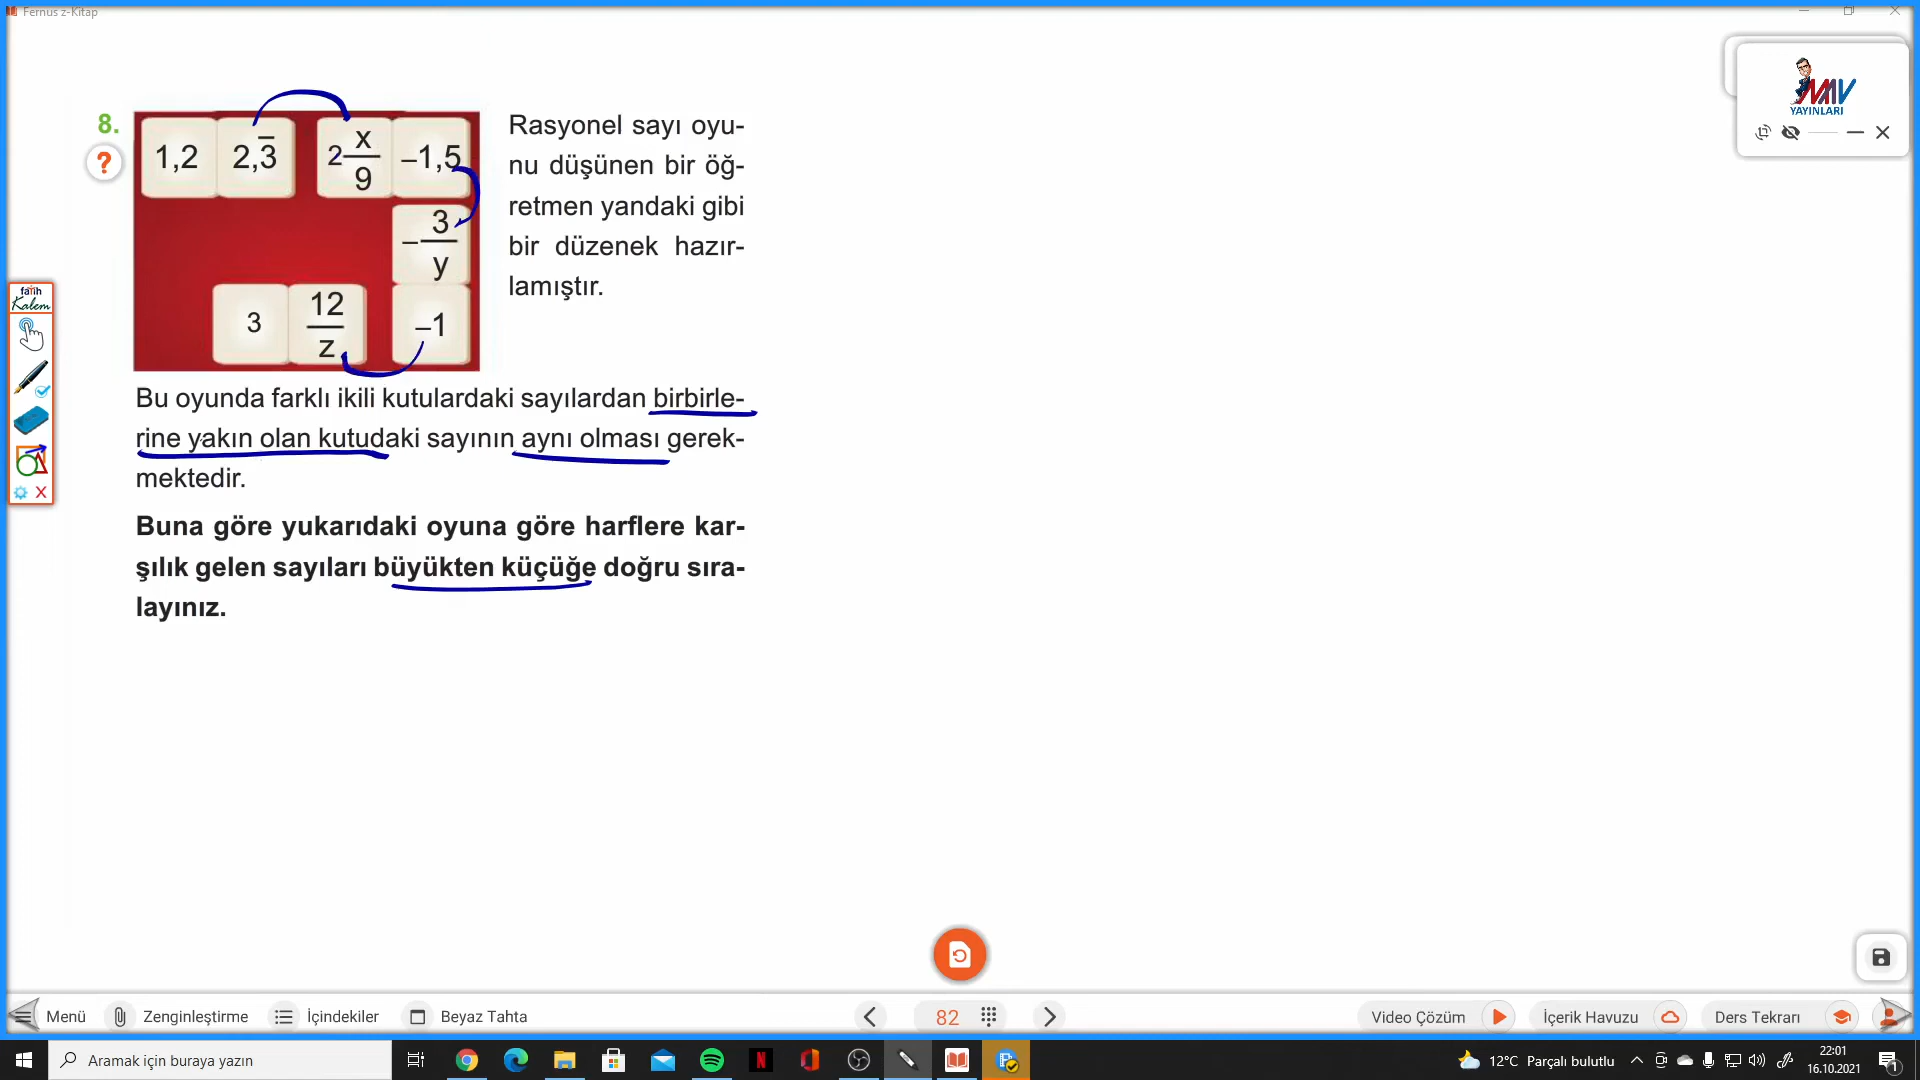 Fernus z-Kitap
MAV
YAYINLARI
8.
?
1,2 2,3̅ 2 x/9 –1,5
– 3/y
3 12/z –1
Rasyonel sayı oyu-
nu düşünen bir öğ-
retmen yandaki gibi
bir düzenek hazır-
lamıştır.
Bu oyunda farklı ikili kutulardaki sayılardan birbirle-
rine yakın olan kutudaki sayının aynı olması gerek-
mektedir.
Buna göre yukarıdaki oyuna göre harflere kar-
şılık gelen sayıları büyükten küçüğe doğru sıra-
layınız.
fatih
Kalem
Menü Zenginleştirme İçindekiler Beyaz Tahta 82 Video Çözüm İçerik Havuzu Ders Tekrarı
Aramak için buraya yazın 12°C Parçalı bulutlu 22:01
16.10.2021 1